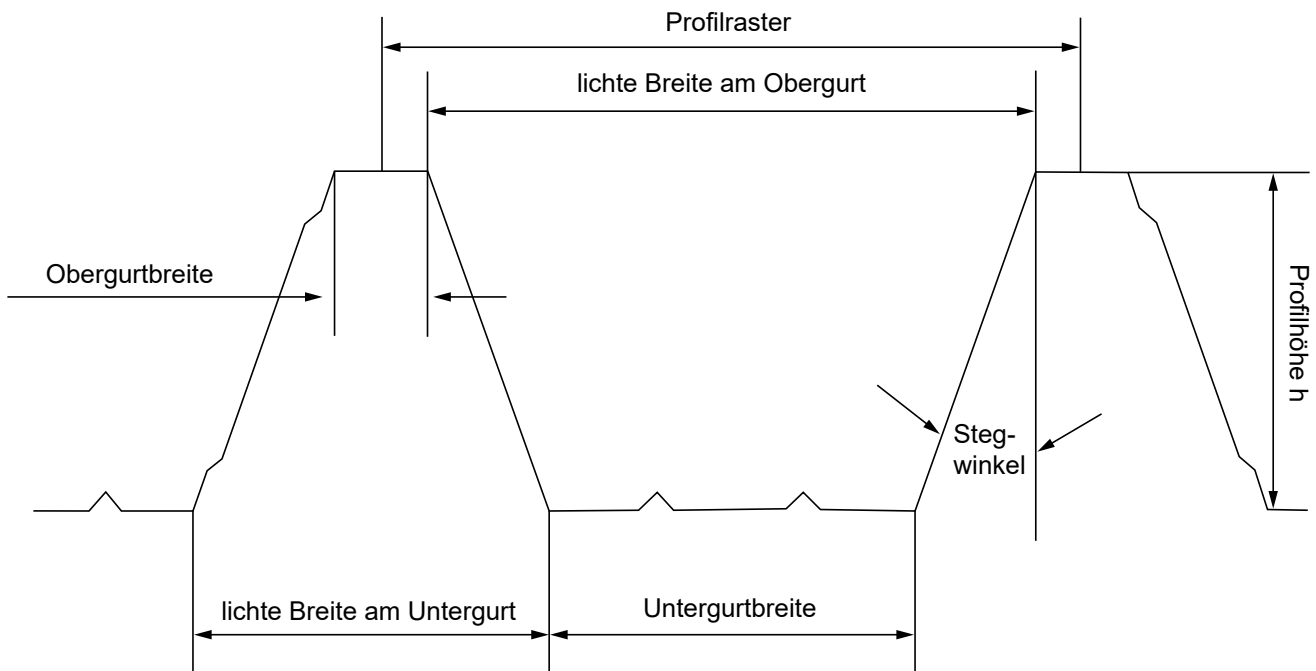 Profilraster
lichte Breite am Obergurt
Obergurtbreite
Profilhöhe h
Steg-
winkel
lichte Breite am Untergurt
Untergurtbreite